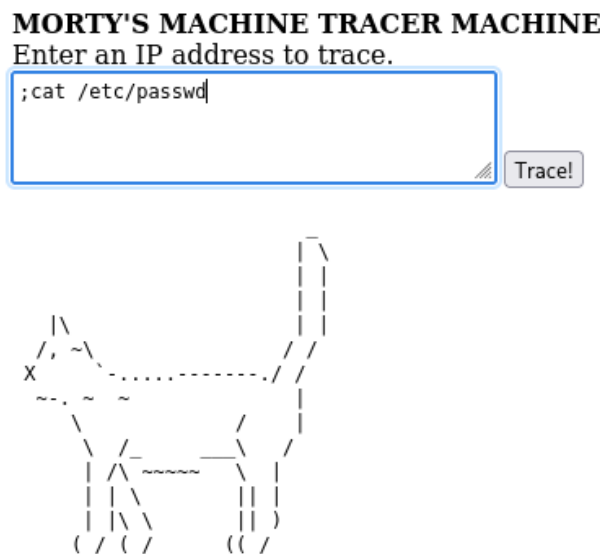 MORTY'S MACHINE TRACER MACHINE
Enter an IP address to trace.
;cat /etc/passwd
Trace!